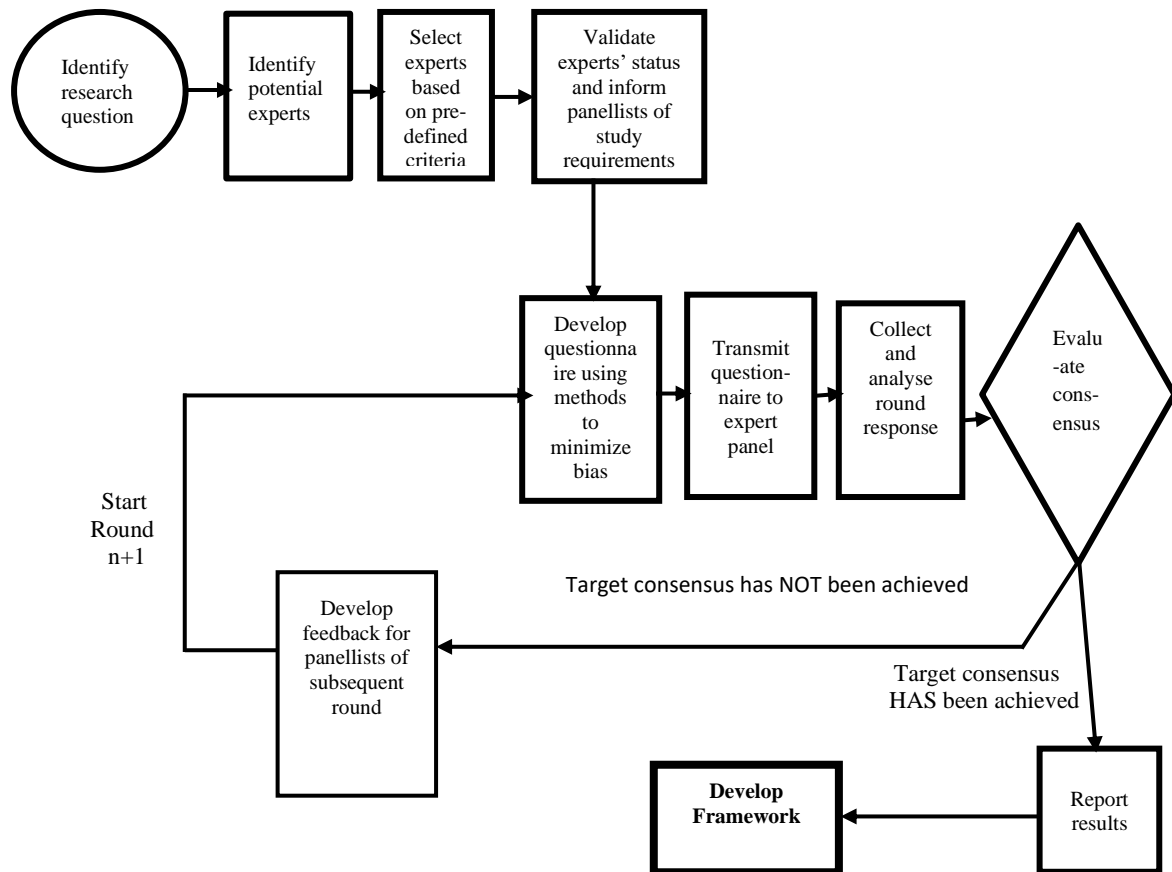 Identify
research
question
Identify
potential
experts
Select
experts
based
on pre-
defined
criteria
Validate
experts’ status
and inform
panellists of
study
requirements
Develop
questionna
ire using
methods
to
minimize
bias
Transmit
question-
naire to
expert
panel
Collect
and
analyse
round
response
Evalu
-ate
cons-
ensus
Start
Round
n+1
Target consensus has NOT been achieved
Develop
feedback for
panellists of
subsequent
round
Target consensus
HAS been achieved
Develop
Framework
Report
results